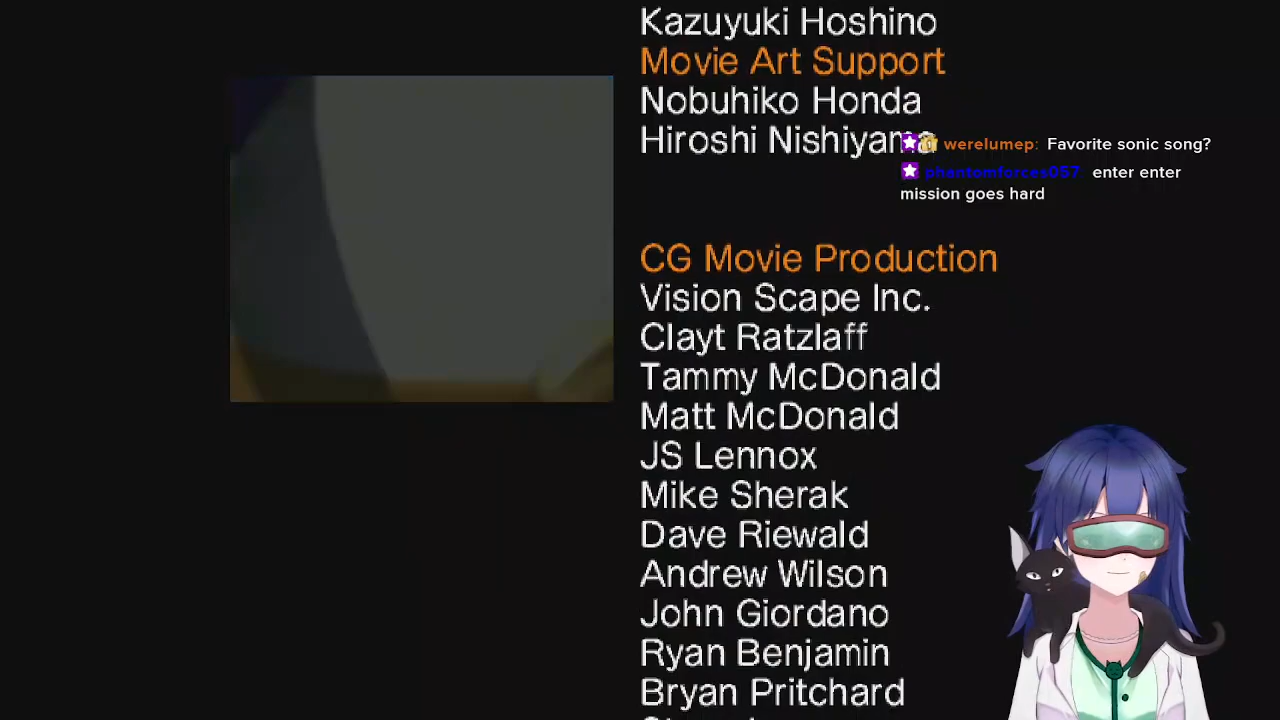 Kazuyuki Hoshino
Movie Art Support
Nobuhiko Honda
Hiroshi Nishiyama
werelumep: Favorite sonic song?
phantomforces057 enter enter
mission goes hard
CG Movie Production
Vision Scape Inc.
Clayt Ratzlaff
Tammy McDonald
Matt McDonald
JS Lennox
Mike Sherak
Dave Riewald
Andrew Wilson
John Giordano
Ryan Benjamin
Bryan Pritchard